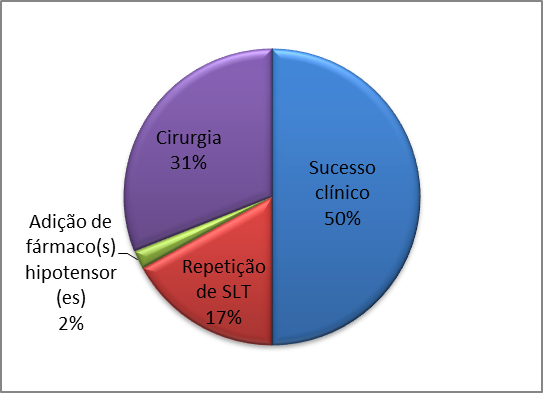 Cirurgia
31%
Sucesso
clínico
50%
Adição de
fármaco(s)
hipotensor
(es)
2%
Repetição
de SLT
17%